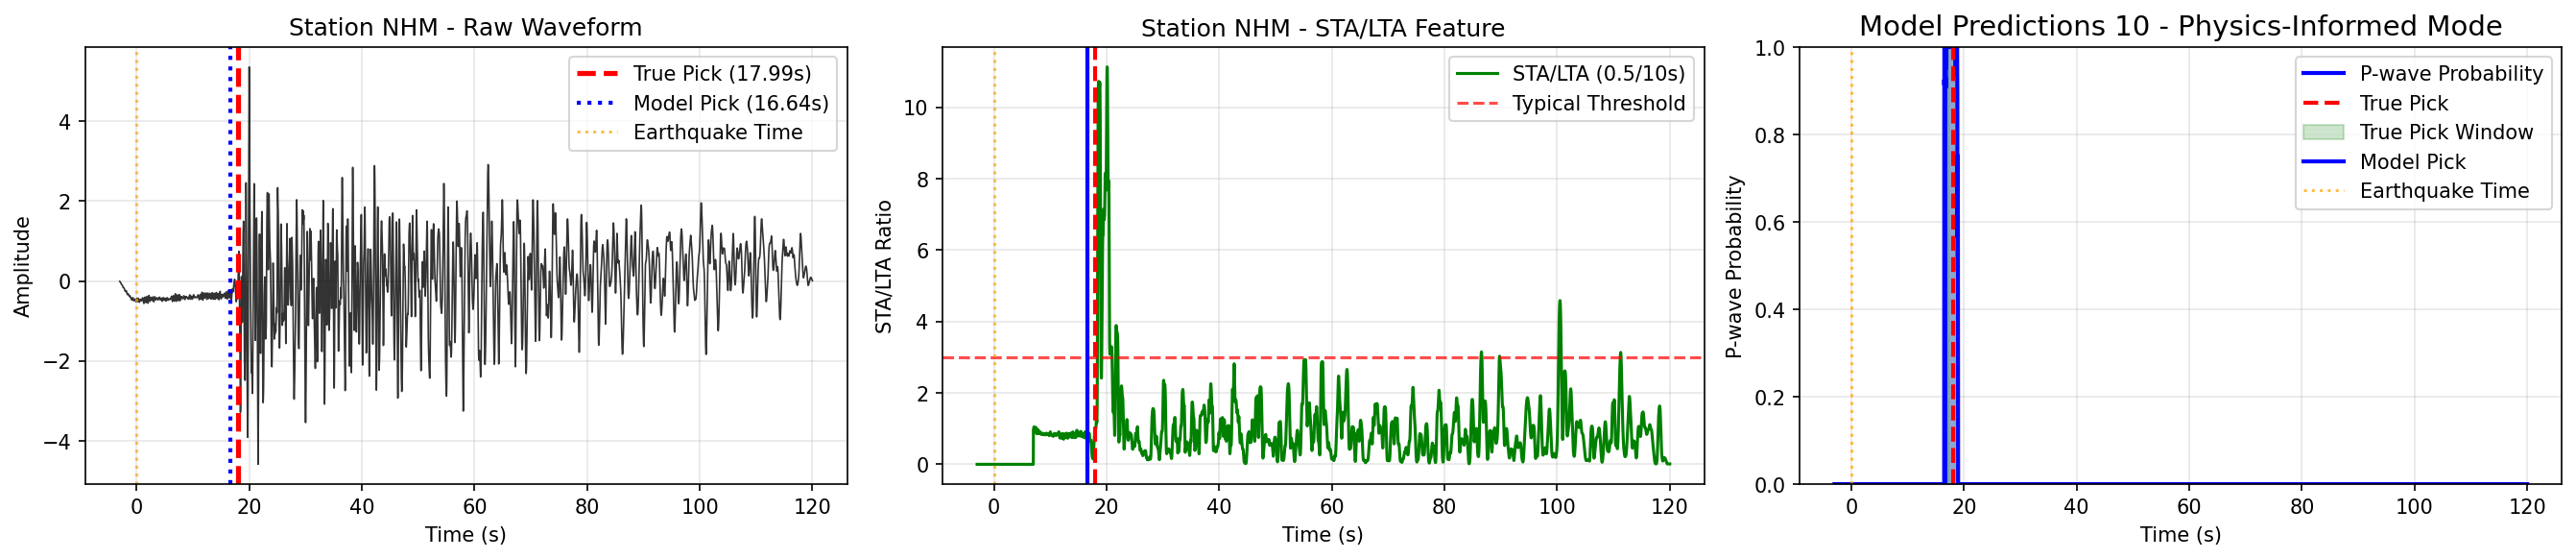 Station NHM - Raw Waveform
Amplitude
4
2
0
−2
−4
0
20
40
60
80
100
120
Time (s)
True Pick (17.99s)
Model Pick (16.64s)
Earthquake Time
Station NHM - STA/LTA Feature
STA/LTA Ratio
10
8
6
4
2
0
0
20
40
60
80
100
120
Time (s)
STA/LTA (0.5/10s)
Typical Threshold
Model Predictions 10 - Physics-Informed Mode
P-wave Probability
1.0
0.8
0.6
0.4
0.2
0.0
0
20
40
60
80
100
120
Time (s)
P-wave Probability
True Pick
True Pick Window
Model Pick
Earthquake Time